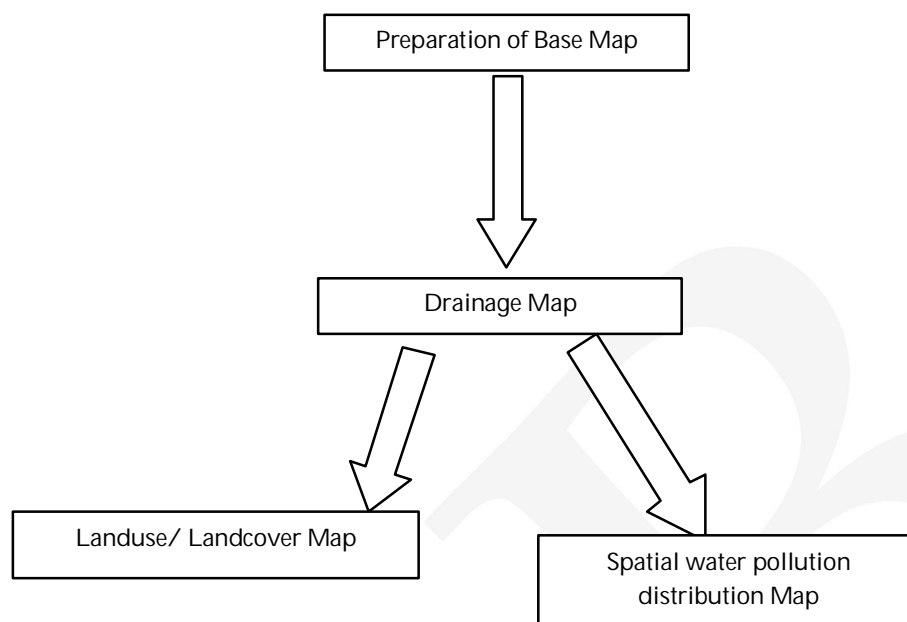 Preparation of Base Map
Drainage Map
Landuse/ Landcover Map
Spatial water pollution
distribution Map